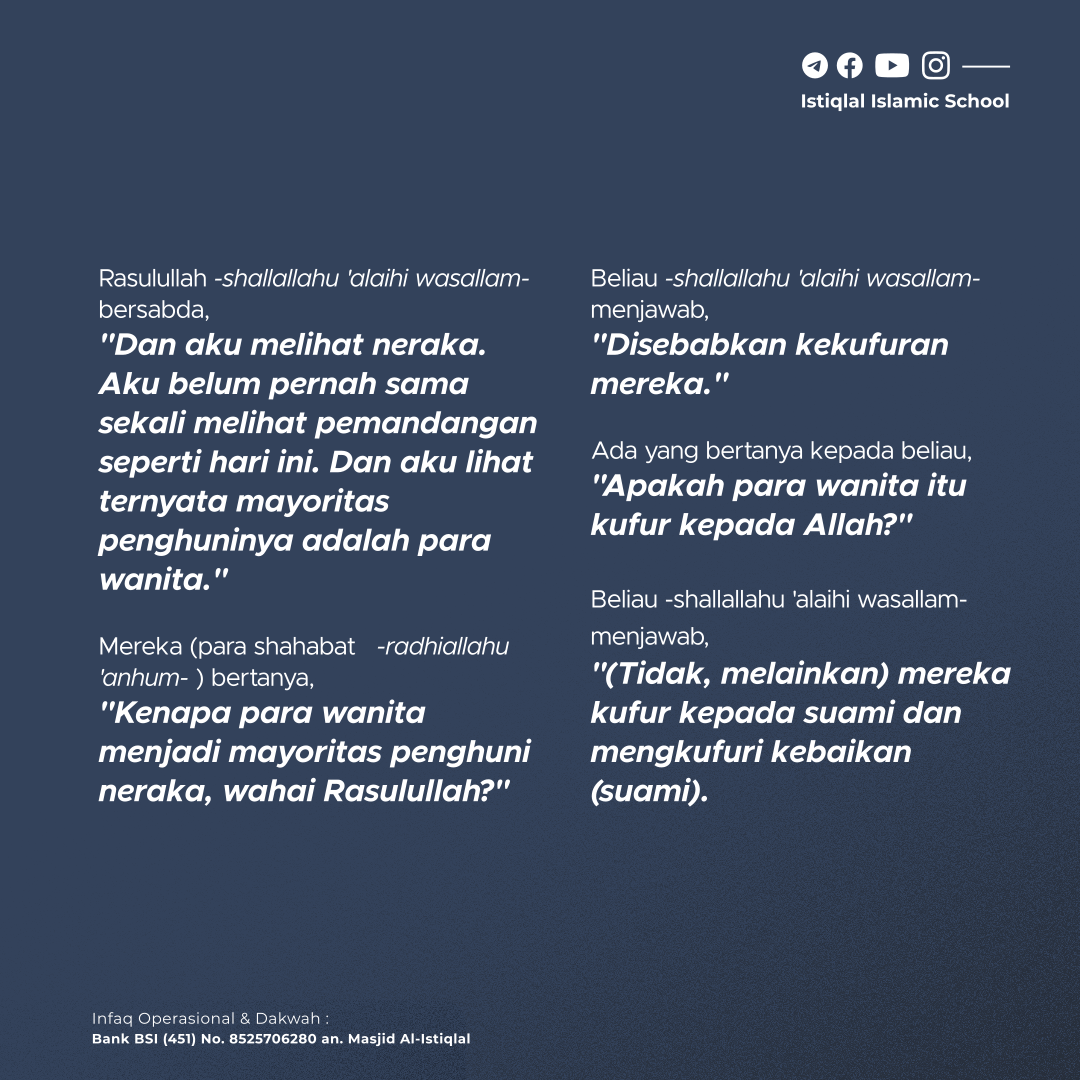 Istiqlal Islamic School
Rasulullah -shallallahu 'alaihi wasallam-
bersabda,
"Dan aku melihat neraka.
Aku belum pernah sama
sekali melihat pemandangan
seperti hari ini. Dan aku lihat
ternyata mayoritas
penghuninya adalah para
wanita."
Mereka (para shahabat -radhiallahu
'anhum- ) bertanya,
"Kenapa para wanita
menjadi mayoritas penghuni
neraka, wahai Rasulullah?"
Beliau -shallallahu 'alaihi wasallam-
menjawab,
"Disebabkan kekufuran
mereka."
Ada yang bertanya kepada beliau,
"Apakah para wanita itu
kufur kepada Allah?"
Beliau -shallallahu 'alaihi wasallam-
menjawab,
"(Tidak, melainkan) mereka
kufur kepada suami dan
mengkufuri kebaikan
(suami).
Infaq Operasional & Dakwah :
Bank BSI (451) No. 8525706280 an. Masjid Al-Istiqlal